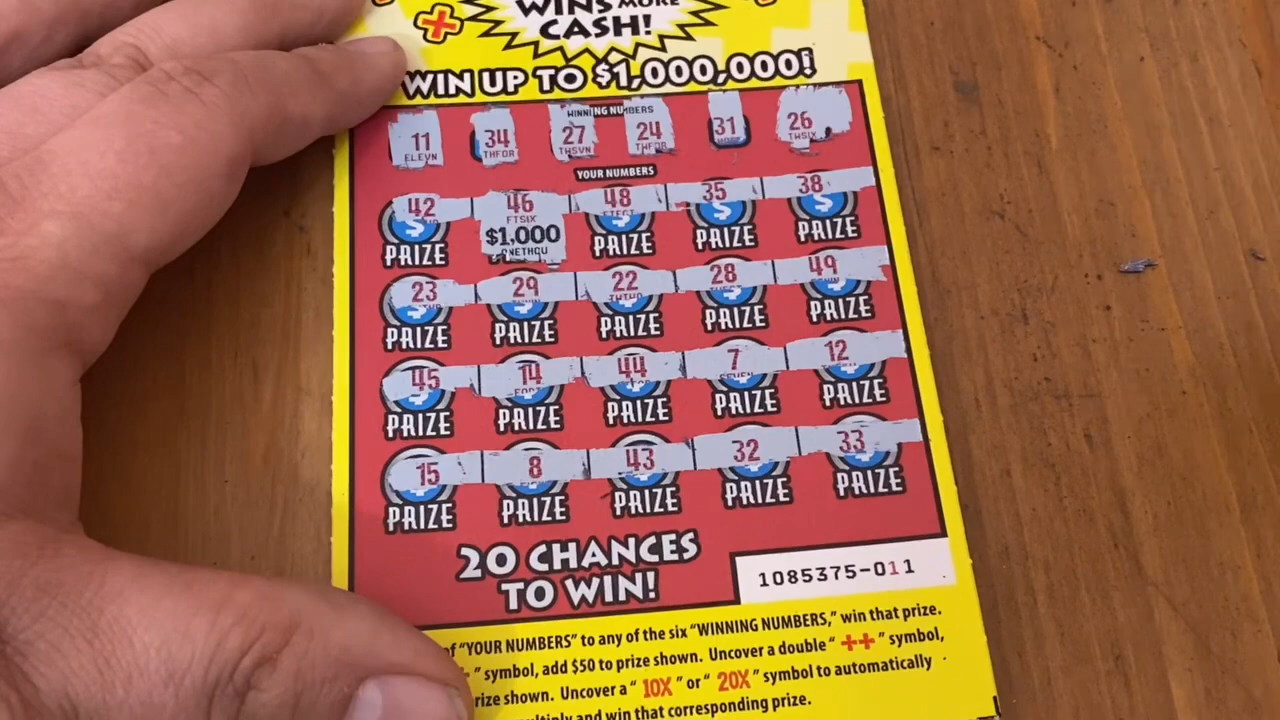 WINS MORE
CASH!
WIN UP TO $1,000,000!
WINNING NUMBERS
11 34 27 24 31 26
ELEVN THFOR TWSVN TWFOR TWSIX
YOUR NUMBERS
42 46 48 35 38
FTSIX
$1,000
ONETHOU
PRIZE PRIZE PRIZE PRIZE
23 29 22 28 49
PRIZE PRIZE PRIZE PRIZE PRIZE
45 14 44 7 12
SEVEN
PRIZE PRIZE PRIZE PRIZE PRIZE
15 8 43 32 33
PRIZE PRIZE PRIZE PRIZE PRIZE
20 CHANCES
TO WIN!
1085375-011
of "YOUR NUMBERS" to any of the six "WINNING NUMBERS," win that prize.
" symbol, add $50 to prize shown. Uncover a double "++" symbol,
prize shown. Uncover a "10X" or "20X" symbol to automatically
multiply and win that corresponding prize.